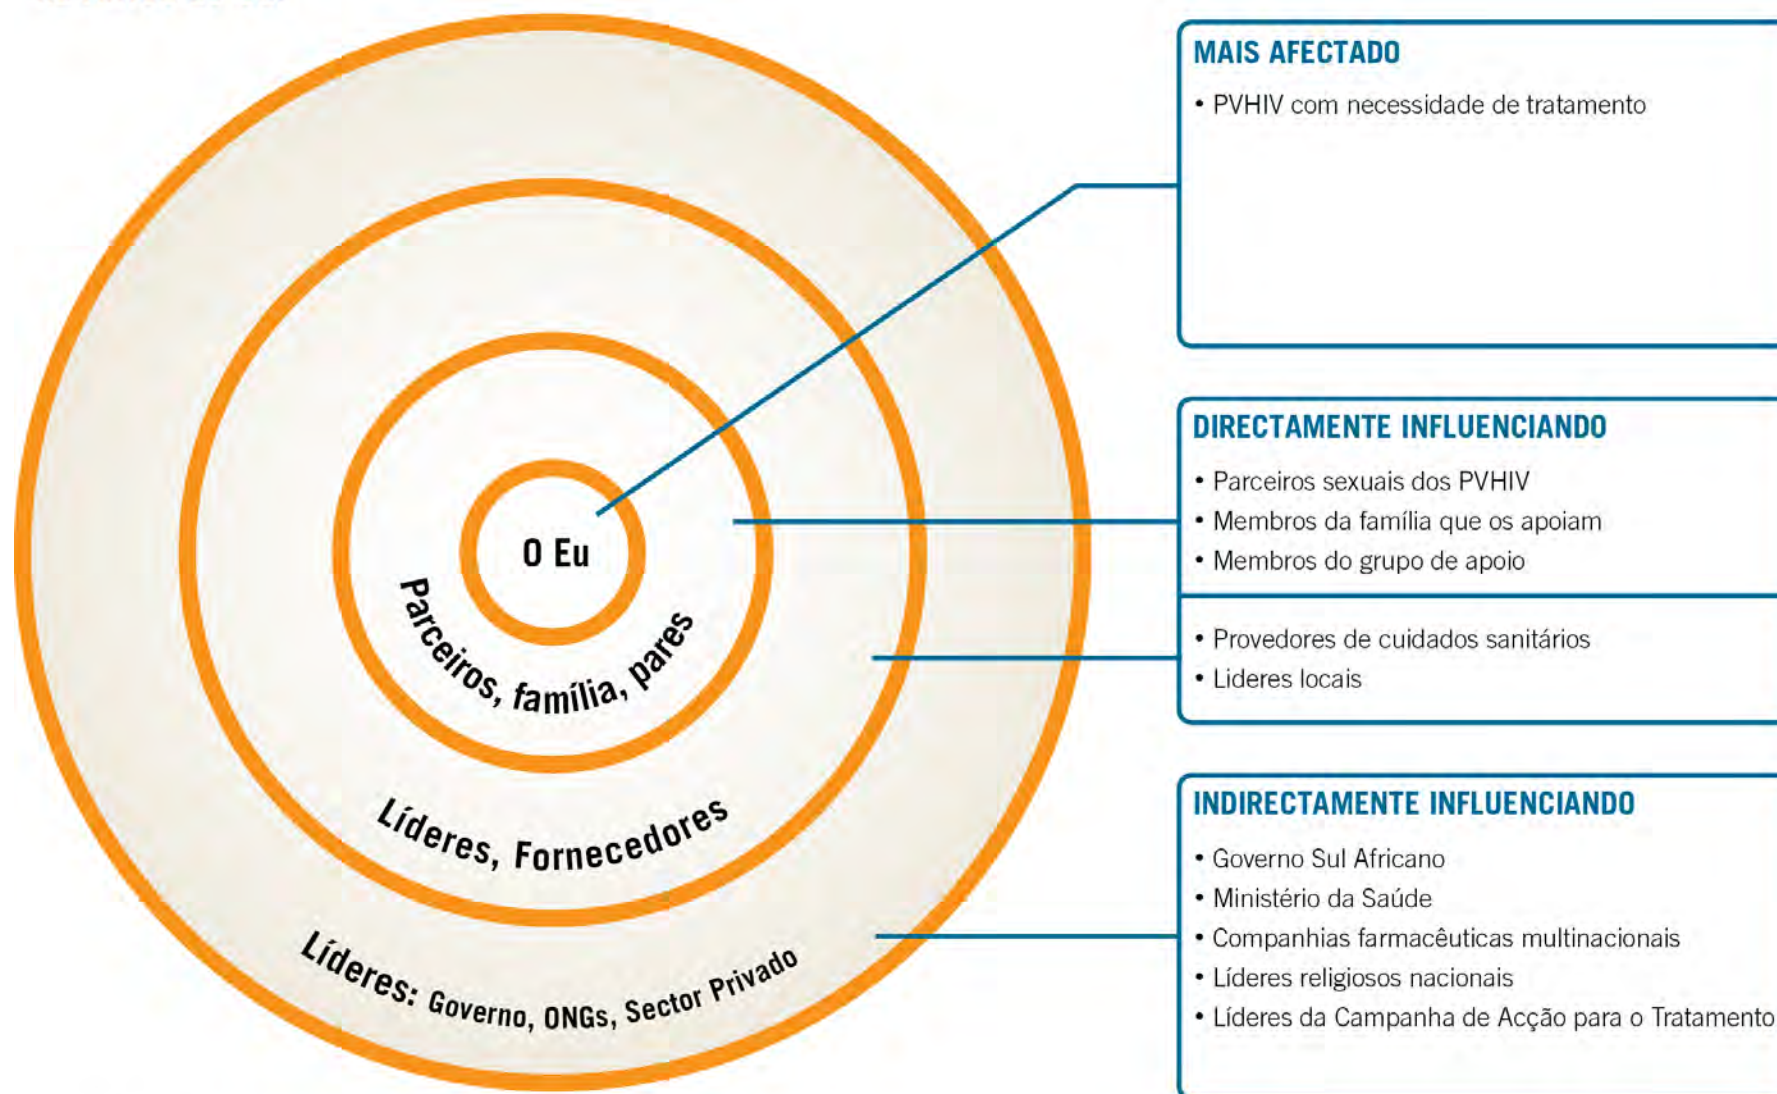 O Eu
Parceiros, família, pares
Líderes, Fornecedores
Líderes: Governo, ONGs, Sector Privado
MAIS AFECTADO
• PVHIV com necessidade de tratamento
DIRECTAMENTE INFLUENCIANDO
• Parceiros sexuais dos PVHIV
• Membros da família que os apoiam
• Membros do grupo de apoio
• Provedores de cuidados sanitários
• Lideres locais
INDIRECTAMENTE INFLUENCIANDO
• Governo Sul Africano
• Ministério da Saúde
• Companhias farmacêuticas multinacionais
• Líderes religiosos nacionais
• Líderes da Campanha de Acção para o Tratamento